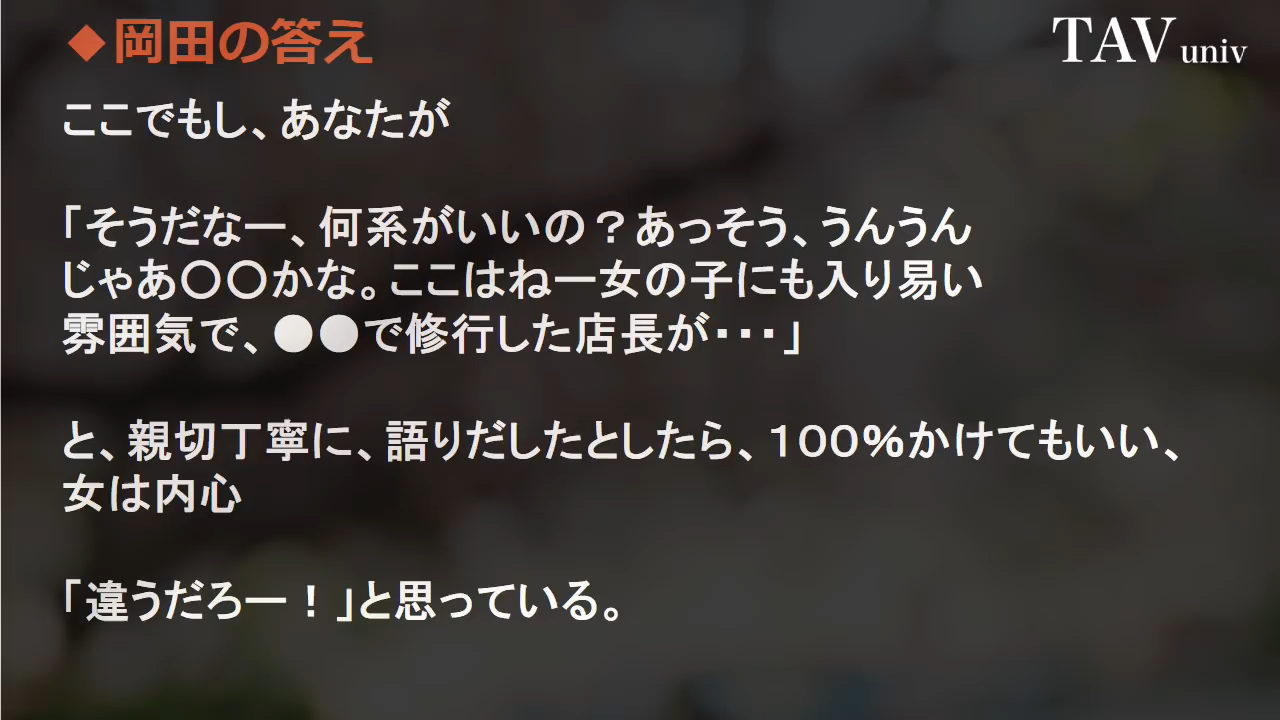 ◆岡田の答え
TAV univ
ここでもし、あなたが
「そうだなー、何系がいいの？あっそう、うんうん
じゃあ〇〇かな。ここはねー女の子にも入り易い
雰囲気で、●●で修行した店長が・・・」
と、親切丁寧に、語りだしたとしたら、１００％かけてもいい、
女は内心
「違うだろー！」と思っている。